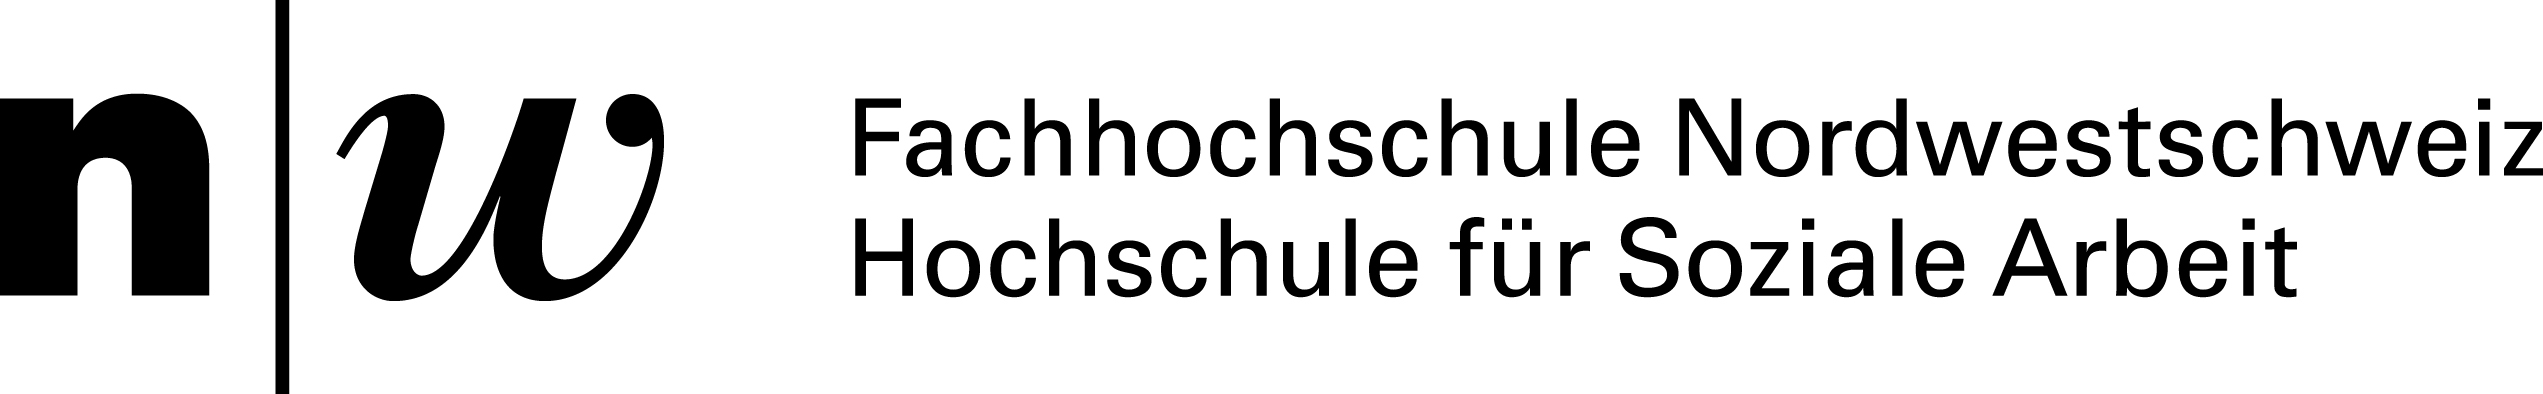 n|w
Fachhochschule Nordwestschweiz
Hochschule für Soziale Arbeit